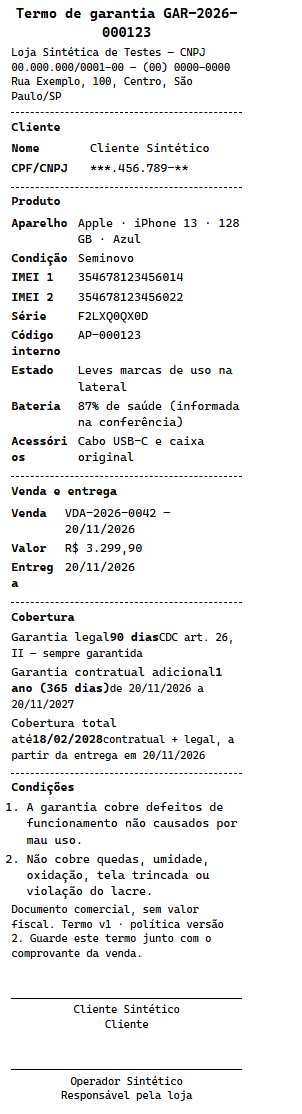 Termo de garantia GAR-2026-
000123
Loja Sintética de Testes — CNPJ
00.000.000/0001-00 — (00) 0000-0000
Rua Exemplo, 100, Centro, São
Paulo/SP
Cliente
Nome Cliente Sintético
CPF/CNPJ ***.456.789-**
Produto
Aparelho Apple · iPhone 13 · 128
GB · Azul
Condição Seminovo
IMEI 1 354678123456014
IMEI 2 354678123456022
Série F2LXQ0QX0D
Código AP-000123
interno
Estado Leves marcas de uso na
lateral
Bateria 87% de saúde (informada
na conferência)
Acessóri Cabo USB-C e caixa
os original
Venda e entrega
Venda VDA-2026-0042 —
20/11/2026
Valor R$ 3.299,90
Entreg 20/11/2026
a
Cobertura
Garantia legal90 diasCDC art. 26,
II — sempre garantida
Garantia contratual adicional1
ano (365 dias)de 20/11/2026 a
20/11/2027
Cobertura total
até18/02/2028contratual + legal, a
partir da entrega em 20/11/2026
Condições
1. A garantia cobre defeitos de
funcionamento não causados por
mau uso.
2. Não cobre quedas, umidade,
oxidação, tela trincada ou
violação do lacre.
Documento comercial, sem valor
fiscal. Termo v1 · política versão
2. Guarde este termo junto com o
comprovante da venda.
Cliente Sintético
Cliente
Operador Sintético
Responsável pela loja